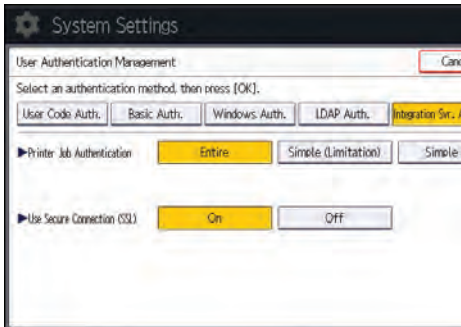 System Settings
User Authentication Management
Canc
Select an authentication method, then press [OK].
User Code Auth. Basic Auth. Windows Auth. LDAP Auth. Integration Svr. A
►Printer Job Authentication Entire Simple (Limitation) Simple
►Use Secure Connection (SSL) On Off